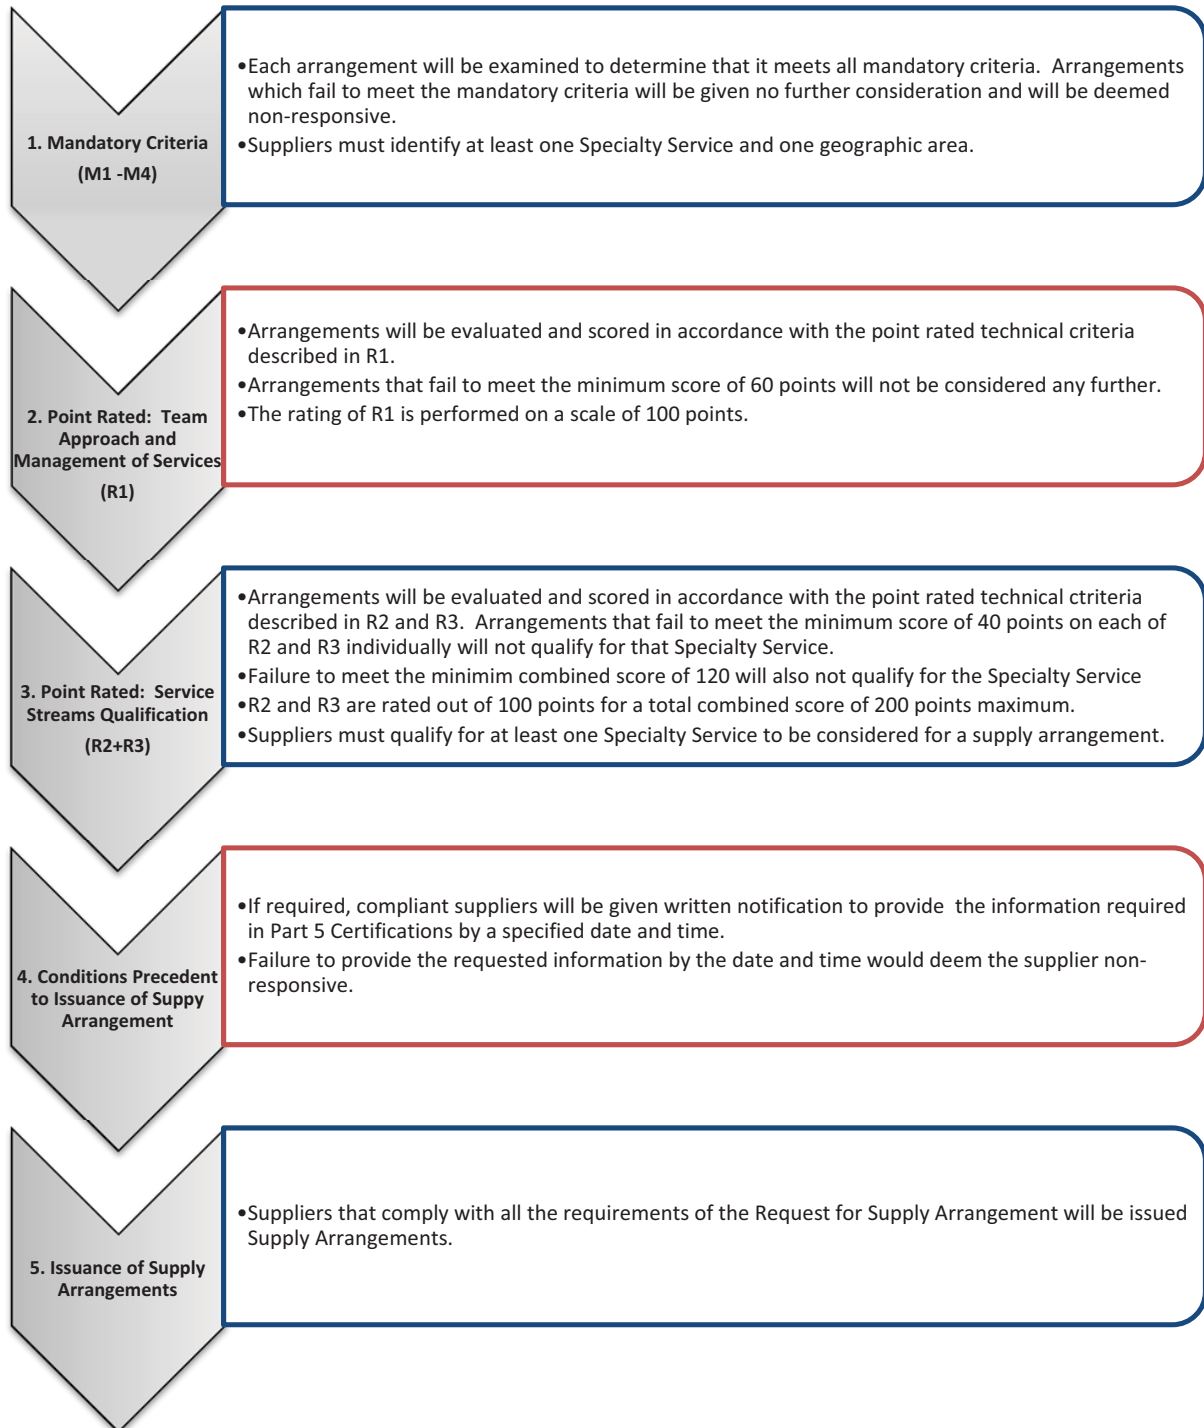 1. Mandatory Criteria
(M1 -M4)
•Each arrangement will be examined to determine that it meets all mandatory criteria.  Arrangements
which fail to meet the mandatory criteria will be given no further consideration and will be deemed
non-responsive.
•Suppliers must identify at least one Specialty Service and one geographic area.
2. Point Rated:  Team
Approach and
Management of Services
(R1)
•Arrangements will be evaluated and scored in accordance with the point rated technical criteria
described in R1.
•Arrangements that fail to meet the minimum score of 60 points will not be considered any further.
•The rating of R1 is performed on a scale of 100 points.
3. Point Rated:  Service
Streams Qualification
(R2+R3)
•Arrangements will be evaluated and scored in accordance with the point rated technical ctriteria
described in R2 and R3.  Arrangements that fail to meet the minimum score of 40 points on each of
R2 and R3 individually will not qualify for that Specialty Service.
•Failure to meet the minimim combined score of 120 will also not qualify for the Specialty Service
•R2 and R3 are rated out of 100 points for a total combined score of 200 points maximum.
•Suppliers must qualify for at least one Specialty Service to be considered for a supply arrangement.
4. Conditions Precedent
to Issuance of Suppy
Arrangement
•If required, compliant suppliers will be given written notification to provide  the information required
in Part 5 Certifications by a specified date and time.
•Failure to provide the requested information by the date and time would deem the supplier non-
responsive.
5. Issuance of Supply
Arrangements
•Suppliers that comply with all the requirements of the Request for Supply Arrangement will be issued
Supply Arrangements.